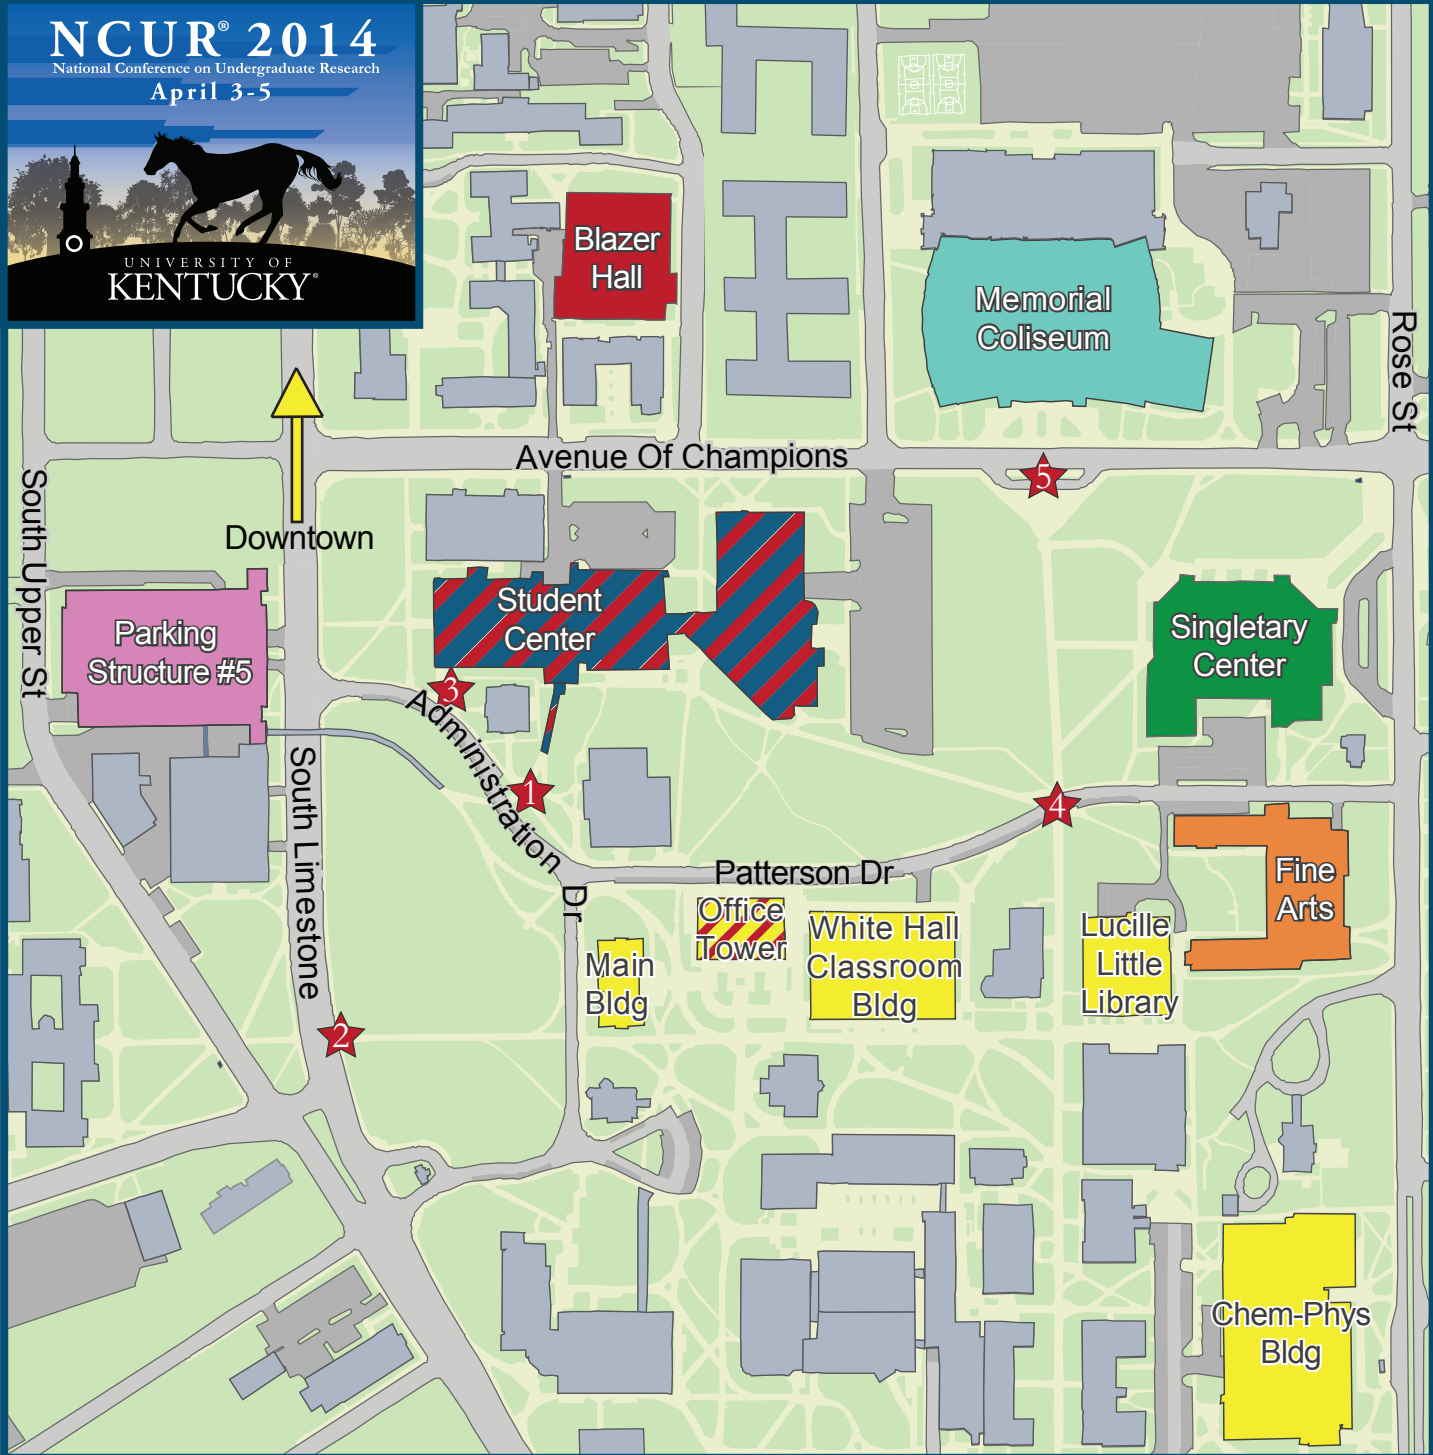 NCUR® 2014
National Conference on Undergraduate Research
April 3-5
UNIVERSITY OF
KENTUCKY®
Blazer
Hall
Memorial
Coliseum
Rose St
Avenue Of Champions
5
South Upper St
Downtown
Student
Center
Parking
Structure #5
Singletary
Center
3
Administration Dr
1
South Limestone
4
Patterson Dr
Fine
Arts
Office
Tower
White Hall
Classroom
Bldg
Lucille
Little
Library
Main
Bldg
2
Chem-Phys
Bldg